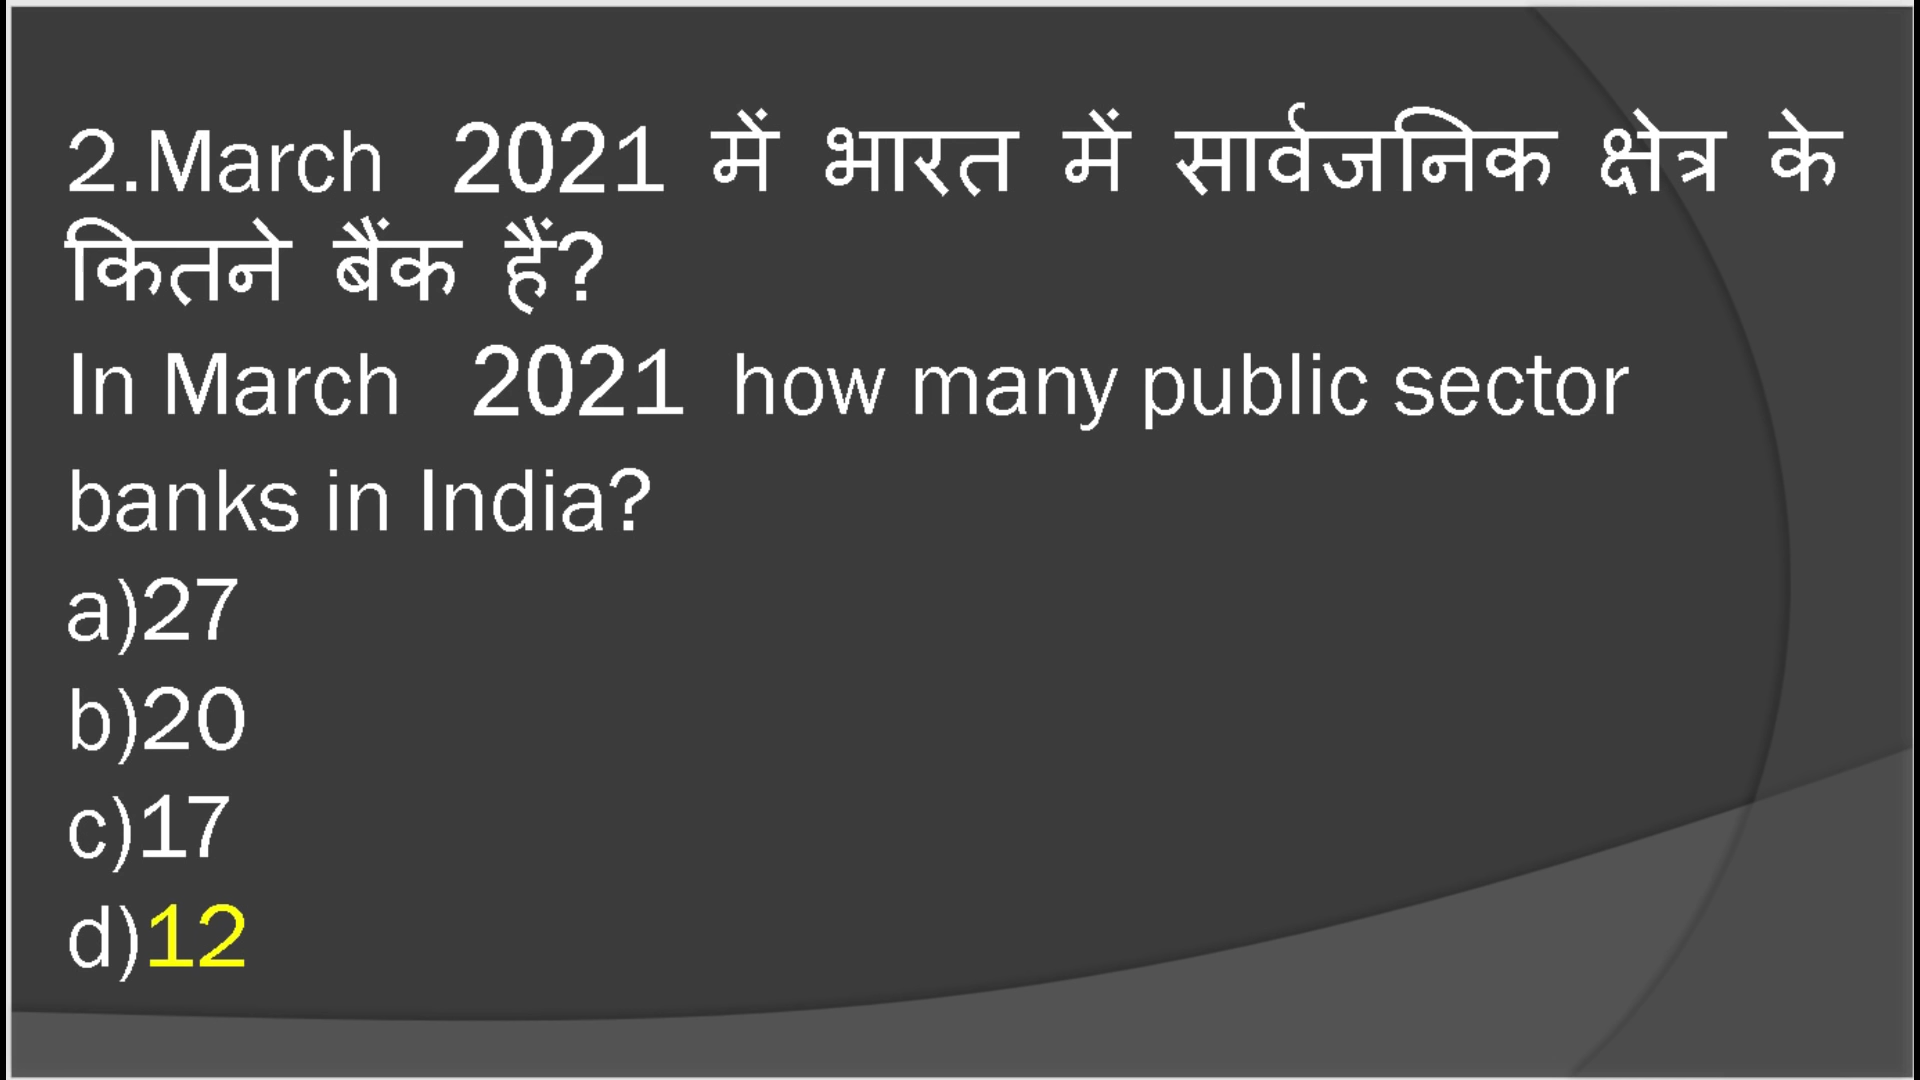 2.March 2021 में भारत में सार्वजनिक क्षेत्र के
कितने बैंक हैं?
In March 2021 how many public sector
banks in India?
a)27
b)20
c)17
d)12